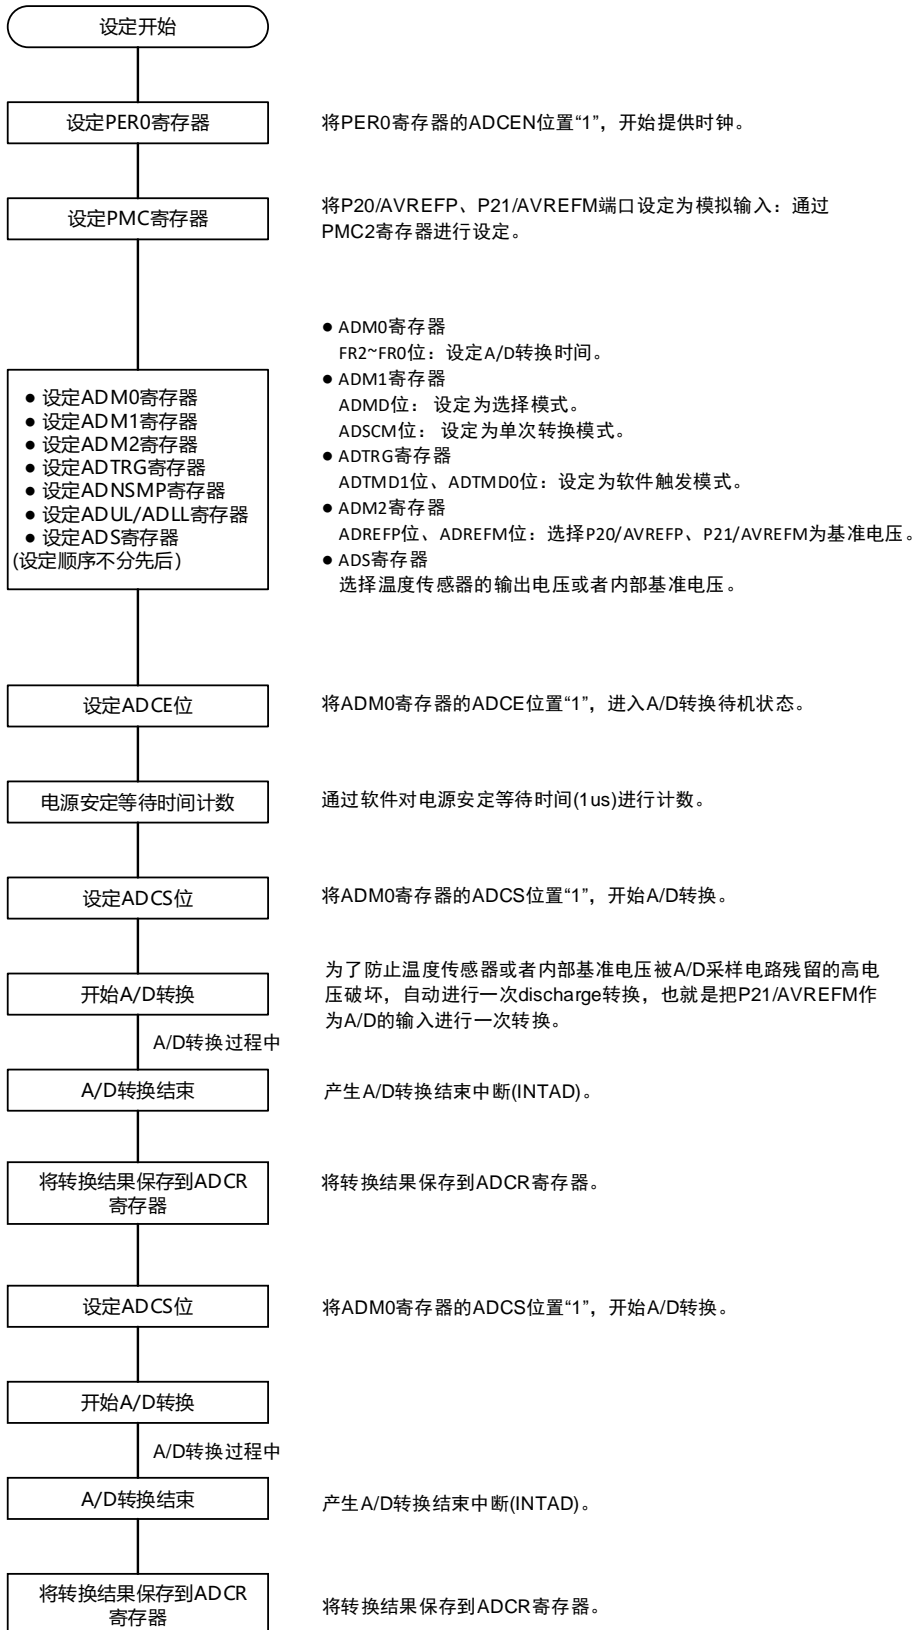 设定开始
设定PER0寄存器
将PER0寄存器的ADCEN位置“1”，开始提供时钟。
设定PMC寄存器
将P20/AVREFP、P21/AVREFM端口设定为模拟输入：通过
PMC2寄存器进行设定。
● 设定ADM0寄存器
● 设定ADM1寄存器
● 设定ADM2寄存器
● 设定ADTRG寄存器
● 设定ADNSMP寄存器
● 设定ADUL/ADLL寄存器
● 设定ADS寄存器
(设定顺序不分先后)
● ADM0寄存器
FR2~FR0位：设定A/D转换时间。
● ADM1寄存器
ADMD位： 设定为选择模式。
ADSCM位： 设定为单次转换模式。
● ADTRG寄存器
ADTMD1位、ADTMD0位：设定为软件触发模式。
● ADM2寄存器
ADREFP位、ADREFM位：选择P20/AVREFP、P21/AVREFM为基准电压。
● ADS寄存器
选择温度传感器的输出电压或者内部基准电压。
设定ADCE位
将ADM0寄存器的ADCE位置“1”，进入A/D转换待机状态。
电源安定等待时间计数
通过软件对电源安定等待时间(1us)进行计数。
设定ADCS位
将ADM0寄存器的ADCS位置“1”，开始A/D转换。
开始A/D转换
为了防止温度传感器或者内部基准电压被A/D采样电路残留的高电
压破坏，自动进行一次discharge转换，也就是把P21/AVREFM作
为A/D的输入进行一次转换。
A/D转换过程中
A/D转换结束
产生A/D转换结束中断(INTAD)。
将转换结果保存到ADCR
寄存器
将转换结果保存到ADCR寄存器。
设定ADCS位
将ADM0寄存器的ADCS位置“1”，开始A/D转换。
开始A/D转换
A/D转换过程中
A/D转换结束
产生A/D转换结束中断(INTAD)。
将转换结果保存到ADCR
寄存器
将转换结果保存到ADCR寄存器。